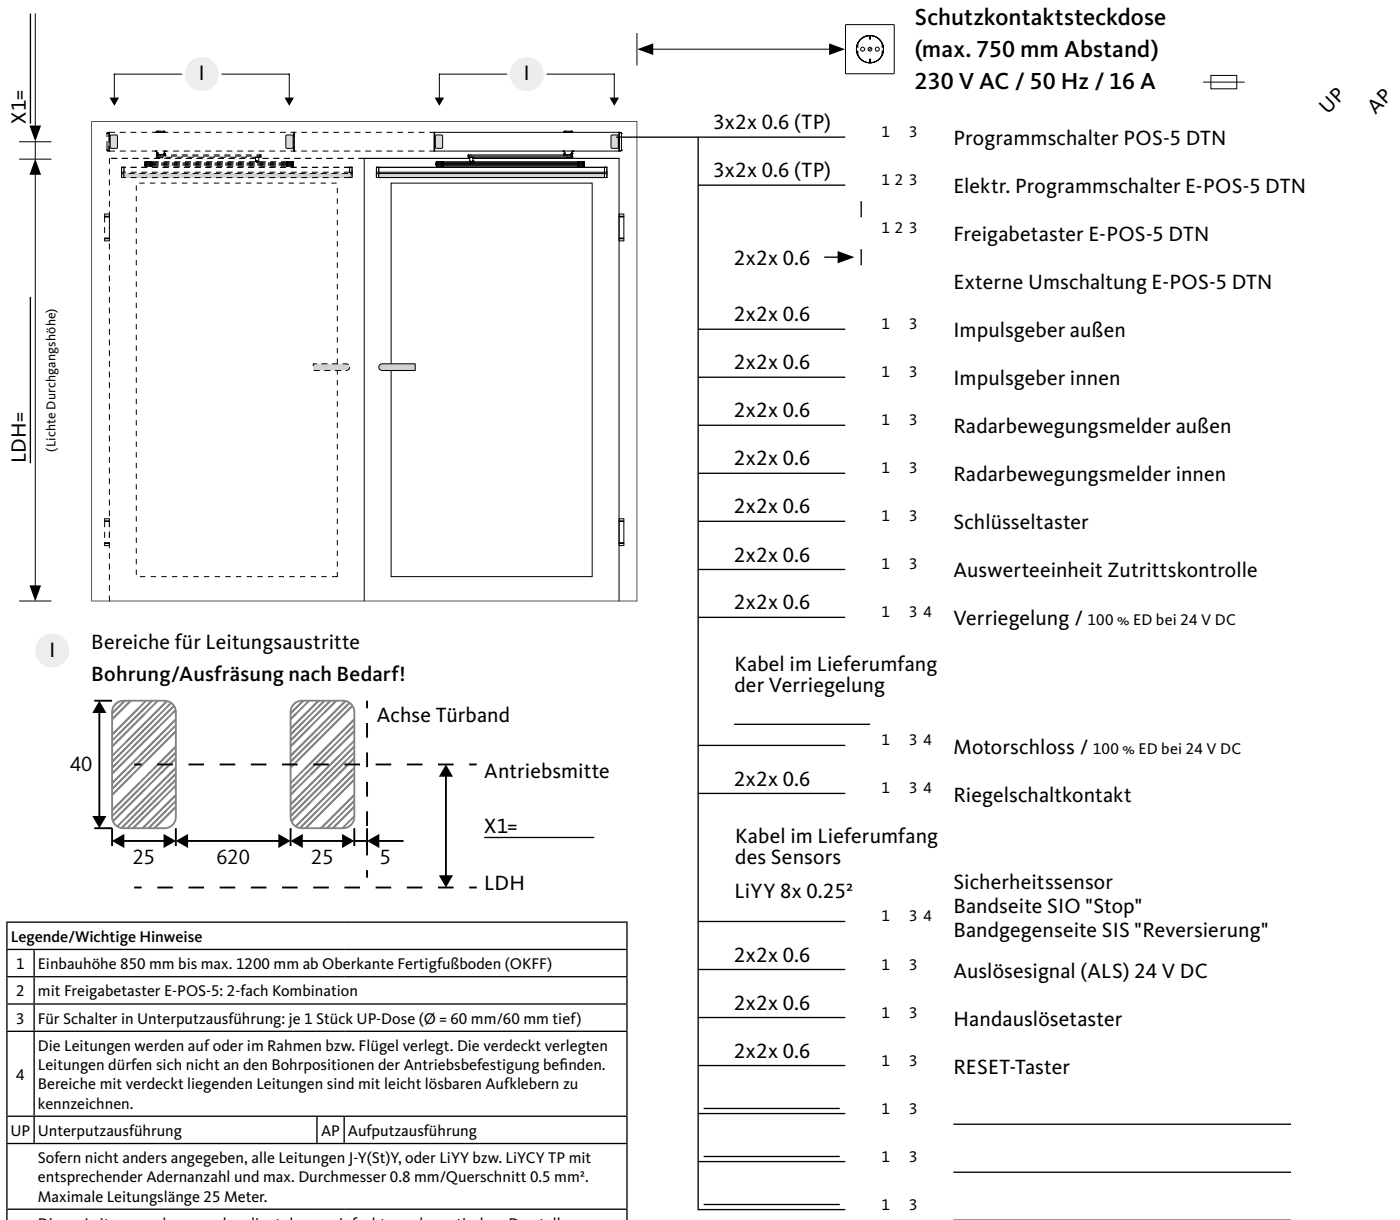 Schutzkontaktsteckdose
(max. 750 mm Abstand)
230 V AC / 50 Hz / 16 A
UP AP
X1=
LDH=
(Lichte Durchgangshöhe)
I I
3x2x 0.6 (TP) 1 3 Programmschalter POS-5 DTN
3x2x 0.6 (TP) 1 2 3 Elektr. Programmschalter E-POS-5 DTN
1 2 3 Freigabetaster E-POS-5 DTN
2x2x 0.6
Externe Umschaltung E-POS-5 DTN
2x2x 0.6 1 3 Impulsgeber außen
2x2x 0.6 1 3 Impulsgeber innen
2x2x 0.6 1 3 Radarbewegungsmelder außen
2x2x 0.6 1 3 Radarbewegungsmelder innen
2x2x 0.6 1 3 Schlüsseltaster
2x2x 0.6 1 3 Auswerteeinheit Zutrittskontrolle
2x2x 0.6 1 3 4 Verriegelung / 100 % ED bei 24 V DC
Kabel im Lieferumfang
der Verriegelung
1 3 4 Motorschloss / 100 % ED bei 24 V DC
2x2x 0.6 1 3 4 Riegelschaltkontakt
Kabel im Lieferumfang
des Sensors
LiYY 8x 0.25²
1 3 4
Sicherheitssensor
Bandseite SIO "Stop"
Bandgegenseite SIS "Reversierung"
2x2x 0.6 1 3 Auslösesignal (ALS) 24 V DC
2x2x 0.6 1 3 Handauslösetaster
2x2x 0.6 1 3 RESET-Taster
1 3
1 3
1 3
I Bereiche für Leitungsaustritte
Bohrung/Ausfräsung nach Bedarf!
Achse Türband
40
Antriebsmitte
X1=
25 620 25 5
LDH
Legende/Wichtige Hinweise
1 Einbauhöhe 850 mm bis max. 1200 mm ab Oberkante Fertigfußboden (OKFF)
2 mit Freigabetaster E-POS-5: 2-fach Kombination
3 Für Schalter in Unterputzausführung: je 1 Stück UP-Dose (Ø = 60 mm/60 mm tief)
4 Die Leitungen werden auf oder im Rahmen bzw. Flügel verlegt. Die verdeckt verlegten
Leitungen dürfen sich nicht an den Bohrpositionen der Antriebsbefestigung befinden.
Bereiche mit verdeckt liegenden Leitungen sind mit leicht lösbaren Aufklebern zu
kennzeichnen.
UP Unterputzausführung AP Aufputzausführung
Sofern nicht anders angegeben, alle Leitungen J-Y(St)Y, oder LiYY bzw. LiYCY TP mit
entsprechender Adernanzahl und max. Durchmesser 0.8 mm/Querschnitt 0.5 mm².
Maximale Leitungslänge 25 Meter.